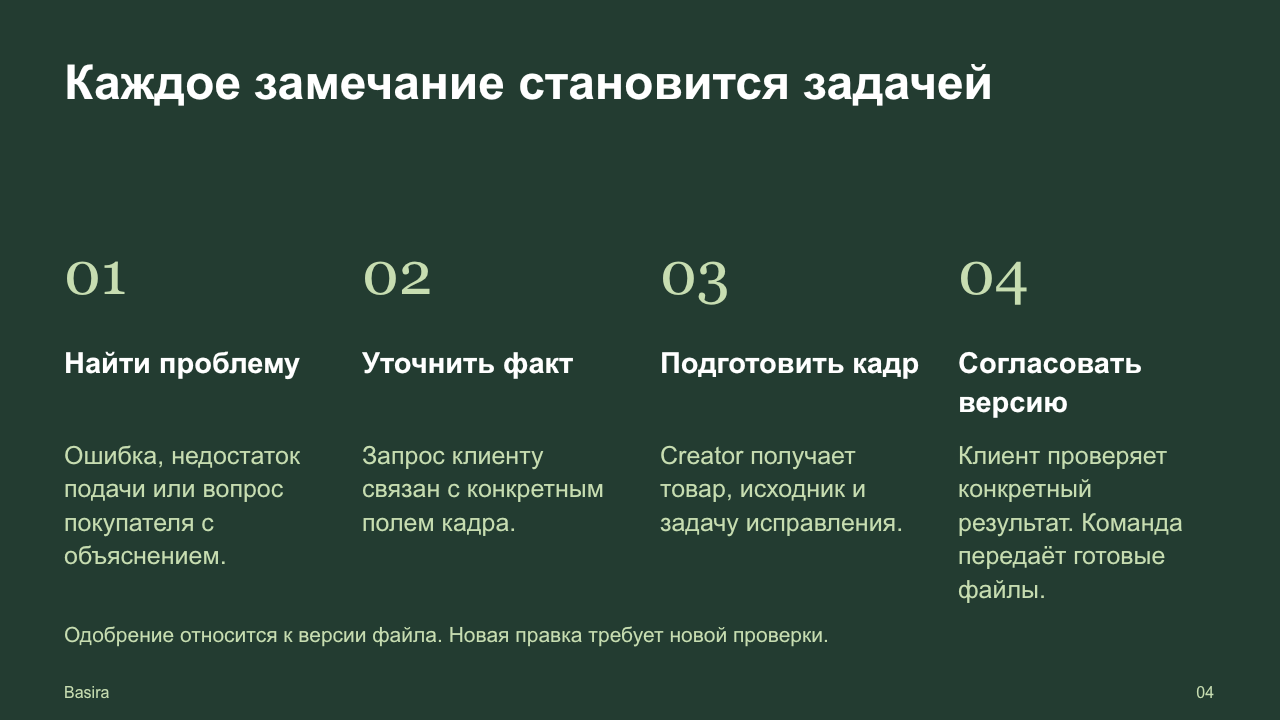 Каждое замечание становится задачей
01
Найти проблему
Ошибка, недостаток
подачи или вопрос
покупателя с
объяснением.
02
Уточнить факт
Запрос клиенту
связан с конкретным
полем кадра.
03
Подготовить кадр
Creator получает
товар, исходник и
задачу исправления.
04
Согласовать
версию
Клиент проверяет
конкретный
результат. Команда
передаёт готовые
файлы.
Одобрение относится к версии файла. Новая правка требует новой проверки.
Basira
04